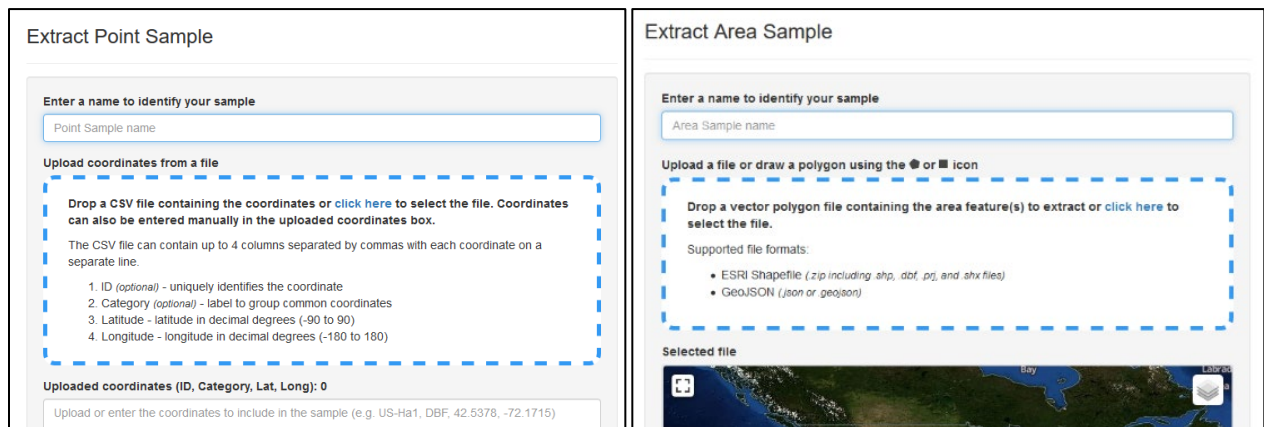 Extract Point Sample
Enter a name to identify your sample
Point Sample name
Upload coordinates from a file
Drop a CSV file containing the coordinates or click here to select the file. Coordinates
can also be entered manually in the uploaded coordinates box.
The CSV file can contain up to 4 columns separated by commas with each coordinate on a
separate line.
1. ID (optional) - uniquely identifies the coordinate
2. Category (optional) - label to group common coordinates
3. Latitude - latitude in decimal degrees (-90 to 90)
4. Longitude - longitude in decimal degrees (-180 to 180)
Uploaded coordinates (ID, Category, Lat, Long): 0
Upload or enter the coordinates to include in the sample (e.g. US-Ha1, DBF, 42.5378, -72.1715)
Extract Area Sample
Enter a name to identify your sample
Area Sample name
Upload a file or draw a polygon using the ⬟ or ■ icon
Drop a vector polygon file containing the area feature(s) to extract or click here to
select the file.
Supported file formats:
• ESRI Shapefile (.zip including .shp, .dbf, .prj, and .shx files)
• GeoJSON (.json or .geojson)
Selected file
Bay